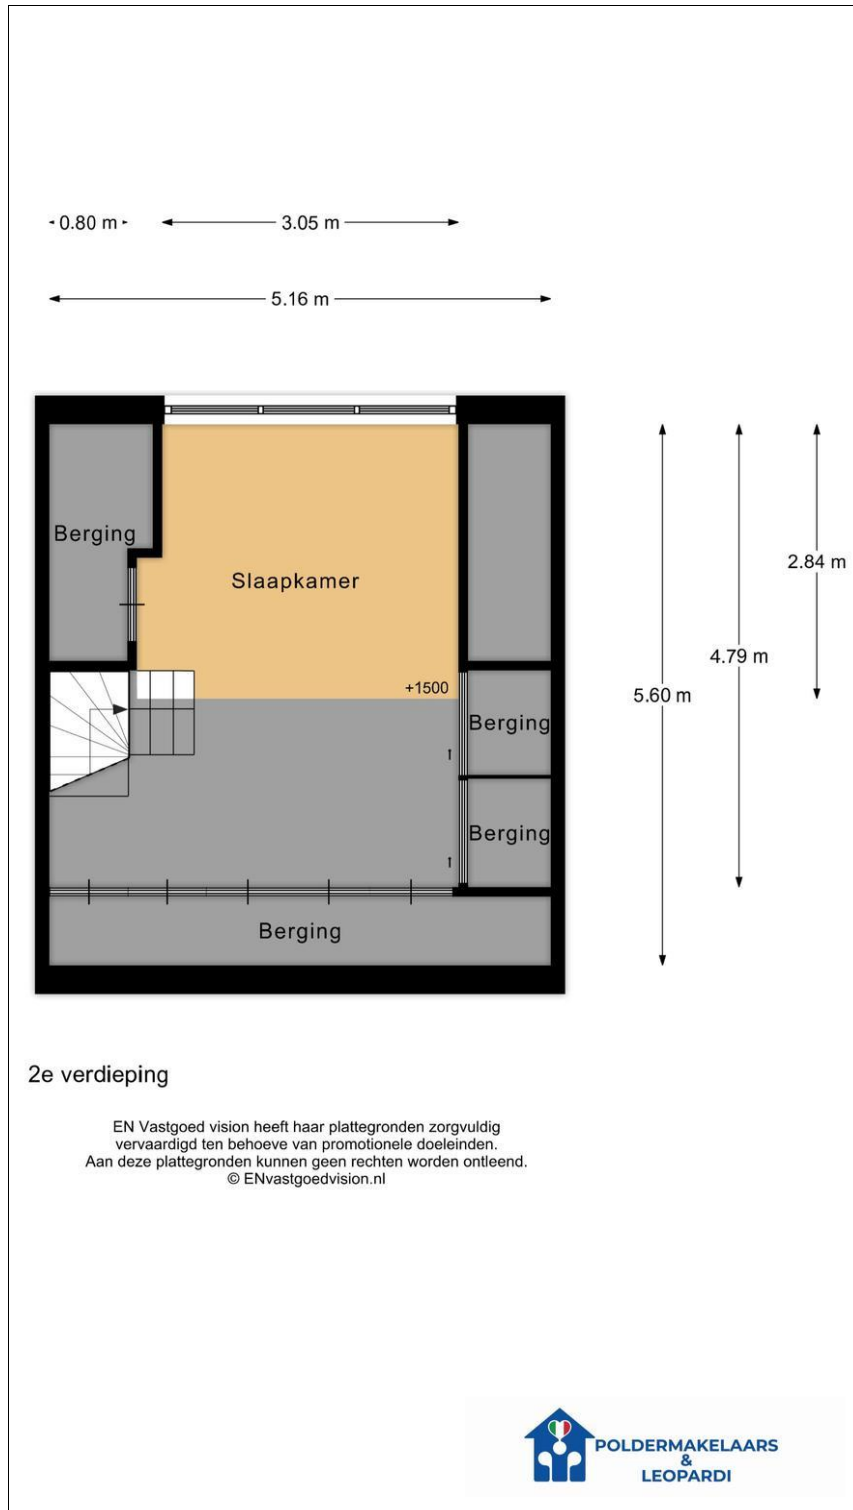 0.80 m
3.05 m
5.16 m
Berging
Slaapkamer
2.84 m
4.79 m
+1500
5.60 m
Berging
Berging
Berging
2e verdieping
EN Vastgoed vision heeft haar plattegronden zorgvuldig
vervaardigd ten behoeve van promotionele doeleinden.
Aan deze plattegronden kunnen geen rechten worden ontleend.
© ENvastgoedvision.nl
POLDERMAKELAARS
&
LEOPARDI